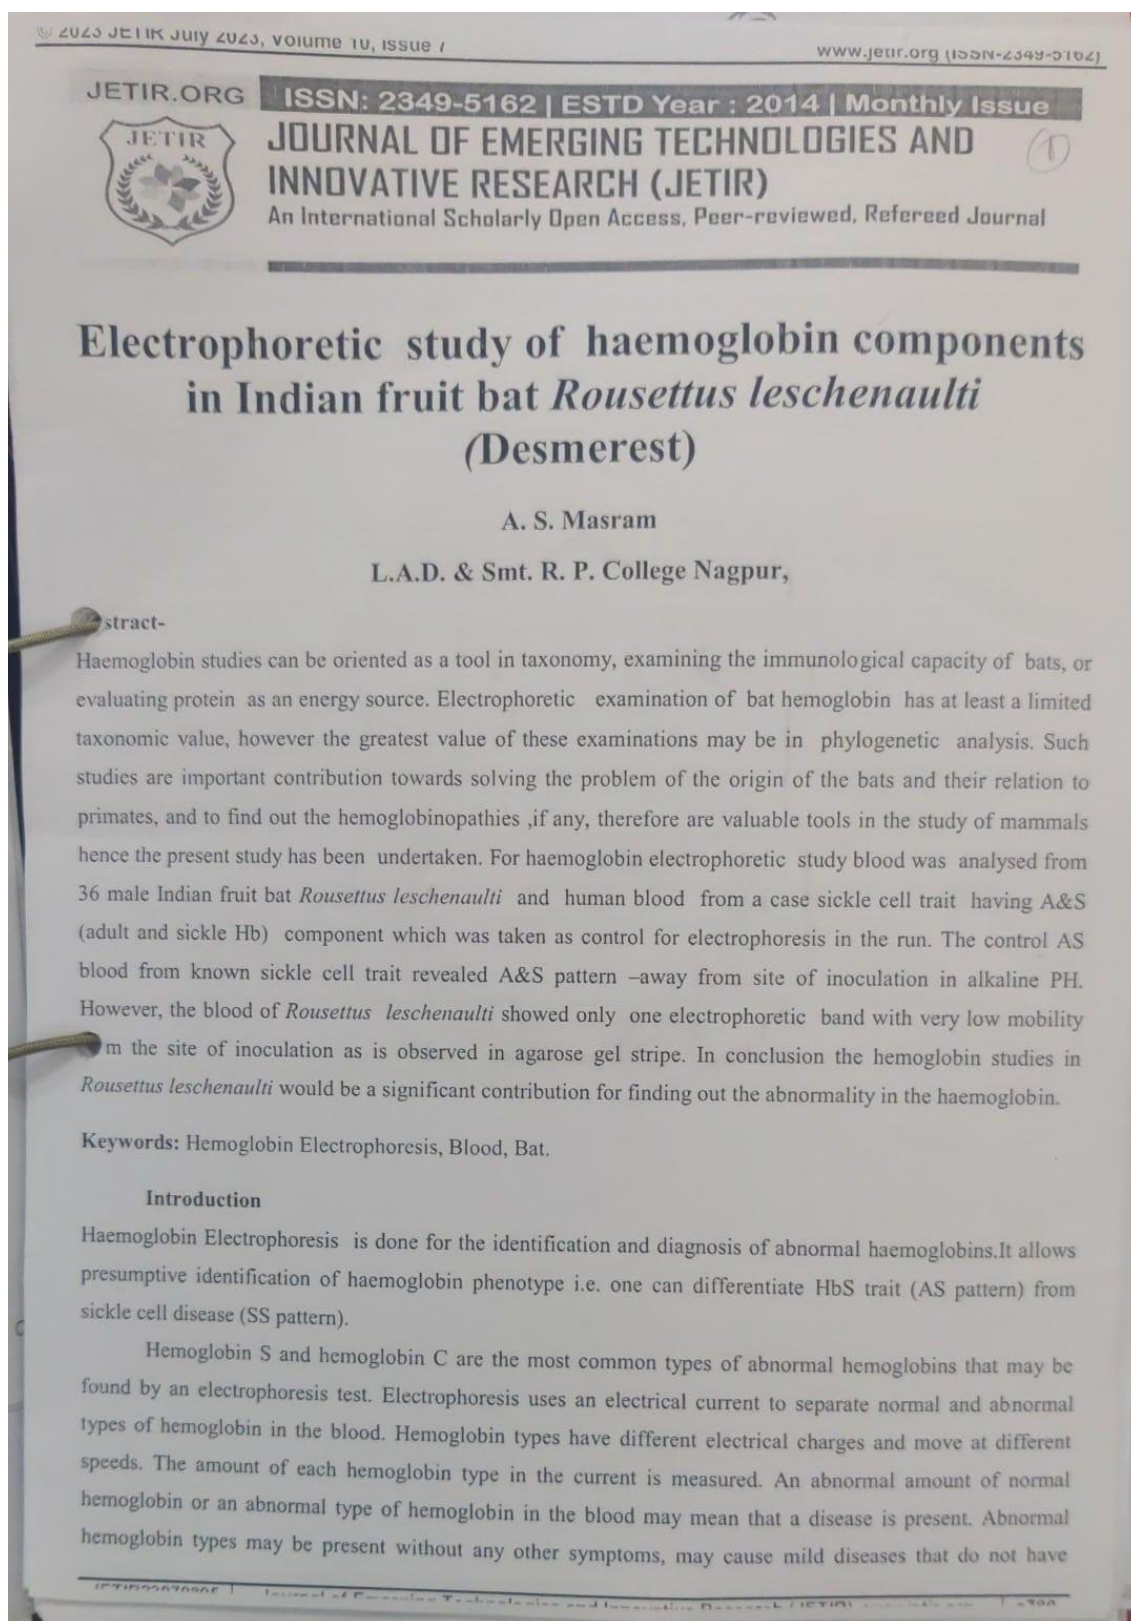 © 2023 JETIR July 2023, Volume 10, Issue 7
www.jetir.org (ISSN-2349-5162)
JETIR.ORG
ISSN: 2349-5162 | ESTD Year : 2014 | Monthly Issue
JETIR
JOURNAL OF EMERGING TECHNOLOGIES AND
INNOVATIVE RESEARCH (JETIR)
1
An International Scholarly Open Access, Peer-reviewed, Refereed Journal
Electrophoretic study of haemoglobin components
in Indian fruit bat Rousettus leschenaulti
(Desmerest)
A. S. Masram
L.A.D. & Smt. R. P. College Nagpur,
stract-
Haemoglobin studies can be oriented as a tool in taxonomy, examining the immunological capacity of bats, or
evaluating protein as an energy source. Electrophoretic examination of bat hemoglobin has at least a limited
taxonomic value, however the greatest value of these examinations may be in phylogenetic analysis. Such
studies are important contribution towards solving the problem of the origin of the bats and their relation to
primates, and to find out the hemoglobinopathies ,if any, therefore are valuable tools in the study of mammals
hence the present study has been undertaken. For haemoglobin electrophoretic study blood was analysed from
36 male Indian fruit bat Rousettus leschenaulti and human blood from a case sickle cell trait having A&S
(adult and sickle Hb) component which was taken as control for electrophoresis in the run. The control AS
blood from known sickle cell trait revealed A&S pattern –away from site of inoculation in alkaline PH.
However, the blood of Rousettus leschenaulti showed only one electrophoretic band with very low mobility
m the site of inoculation as is observed in agarose gel stripe. In conclusion the hemoglobin studies in
Rousettus leschenaulti would be a significant contribution for finding out the abnormality in the haemoglobin.
Keywords: Hemoglobin Electrophoresis, Blood, Bat.
Introduction
Haemoglobin Electrophoresis is done for the identification and diagnosis of abnormal haemoglobins.It allows
presumptive identification of haemoglobin phenotype i.e. one can differentiate HbS trait (AS pattern) from
sickle cell disease (SS pattern).
Hemoglobin S and hemoglobin C are the most common types of abnormal hemoglobins that may be
found by an electrophoresis test. Electrophoresis uses an electrical current to separate normal and abnormal
types of hemoglobin in the blood. Hemoglobin types have different electrical charges and move at different
speeds. The amount of each hemoglobin type in the current is measured. An abnormal amount of normal
hemoglobin or an abnormal type of hemoglobin in the blood may mean that a disease is present. Abnormal
hemoglobin types may be present without any other symptoms, may cause mild diseases that do not have